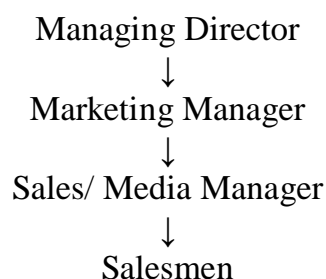 Managing Director
↓
Marketing Manager
↓
Sales/ Media Manager
↓
Salesmen